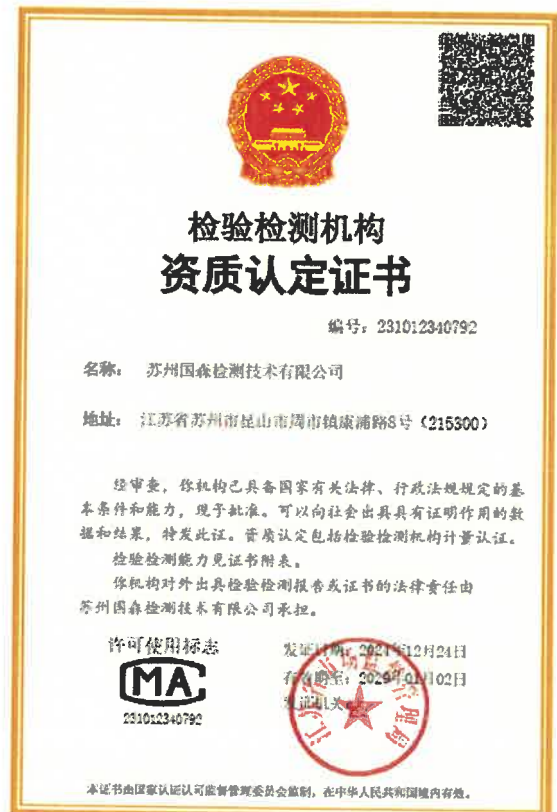 检验检测机构
资质认定证书
编号：231012340792
名称： 苏州国森检测技术有限公司
地址： 江苏省苏州市昆山市周市镇康浦路8号（215300）
经审查，你机构已具备国家有关法律、行政法规规定的基
本条件和能力，现予批准。可以向社会出具具有证明作用的数
据和结果，特发此证。资质认定包括检验检测机构计量认证。
检验检测能力见证书附表。
你机构对外出具检验检测报告或证书的法律责任由
苏州国森检测技术有限公司承担。
许可使用标志
MA
231012340792
发证日期：2024年12月24日
有效期至：2029年01月02日
发证机关：
江苏省市场监督管理局
本证书由国家认证认可监督管理委员会监制，在中华人民共和国境内有效。